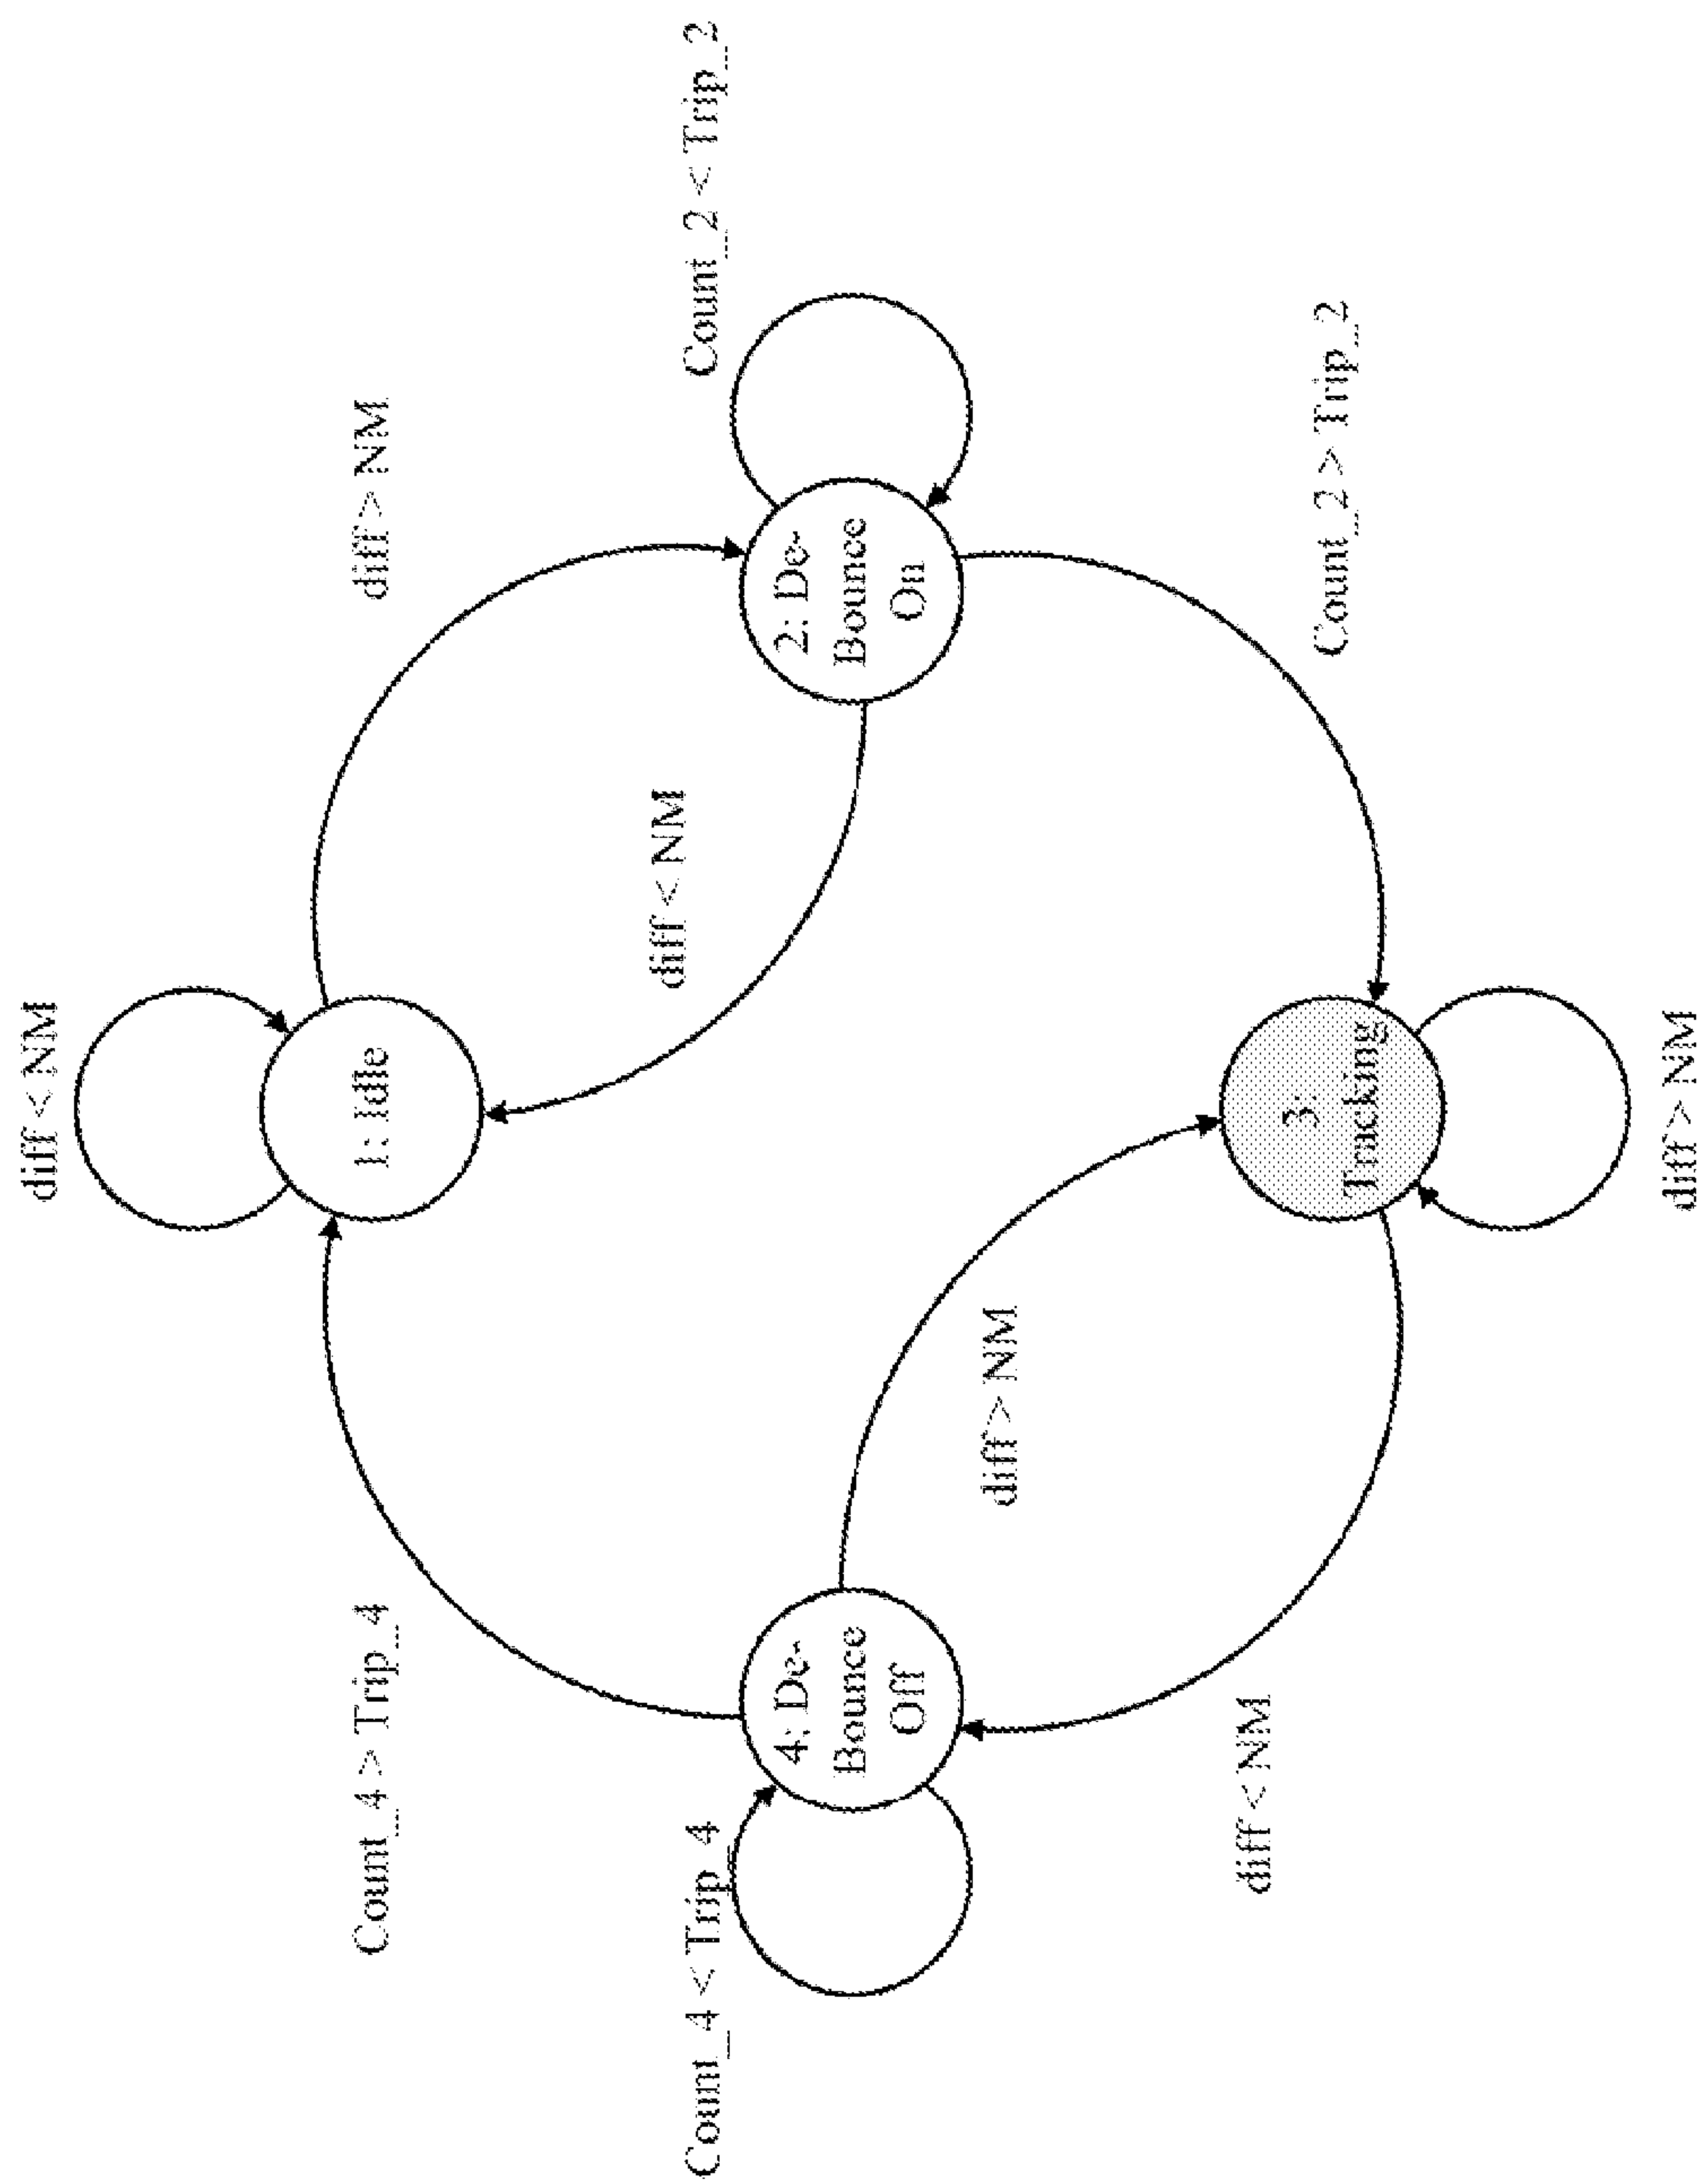 diff < NM
1: Idle
diff > NM
Count_4 > Trip_4
diff < NM
Count_2 < Trip_2
2: De-
Bounce
On
Count_4 < Trip_4
4: De-
Bounce
Off
diff > NM
Count_2 > Trip_2
diff < NM
3:
Tracking
diff > NM